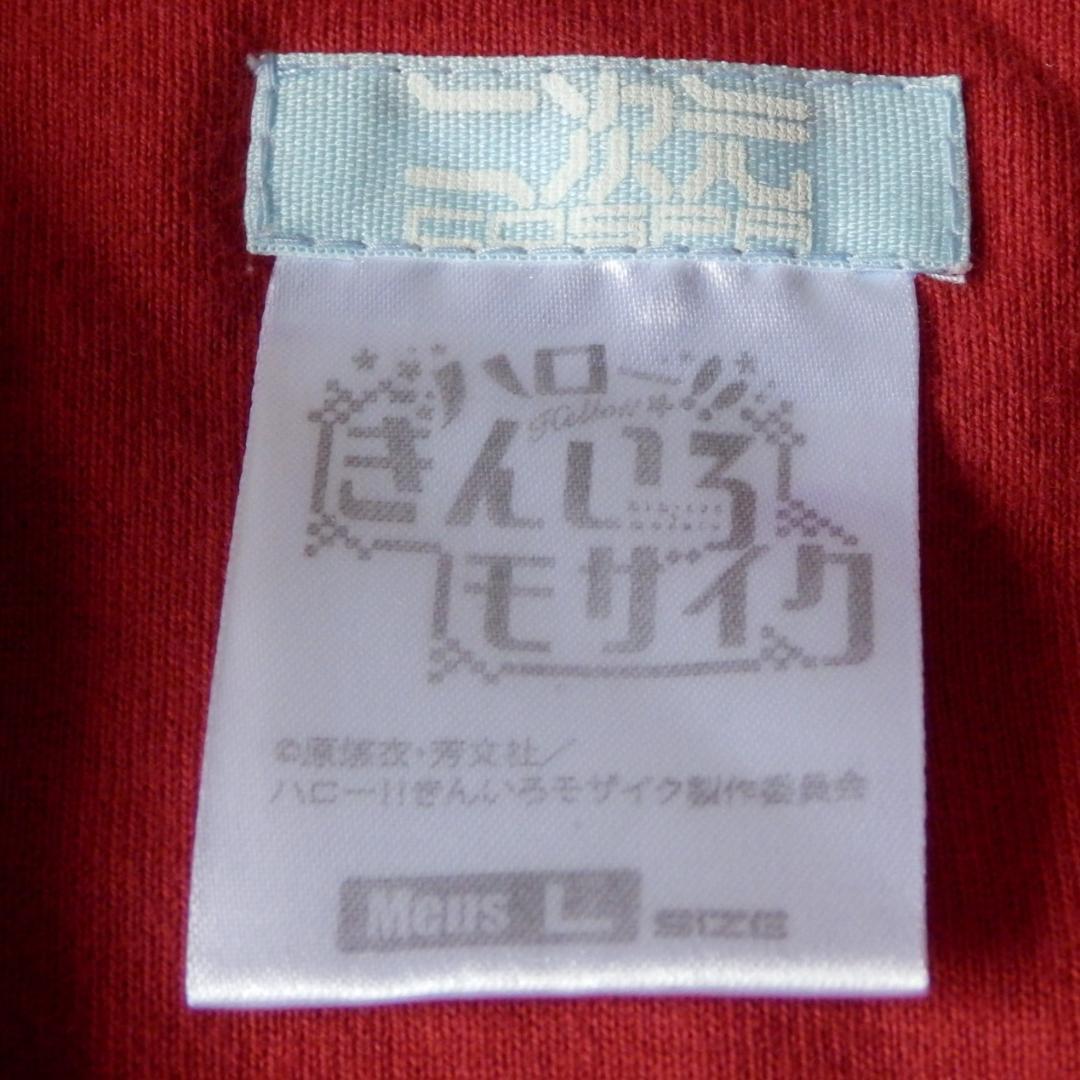 二次元
COSPA
ハロー!!
Hello!!
きんいろ
モザイク
©原悠衣・芳文社／
ハロー!!きんいろモザイク製作委員会
Mens L SIZE